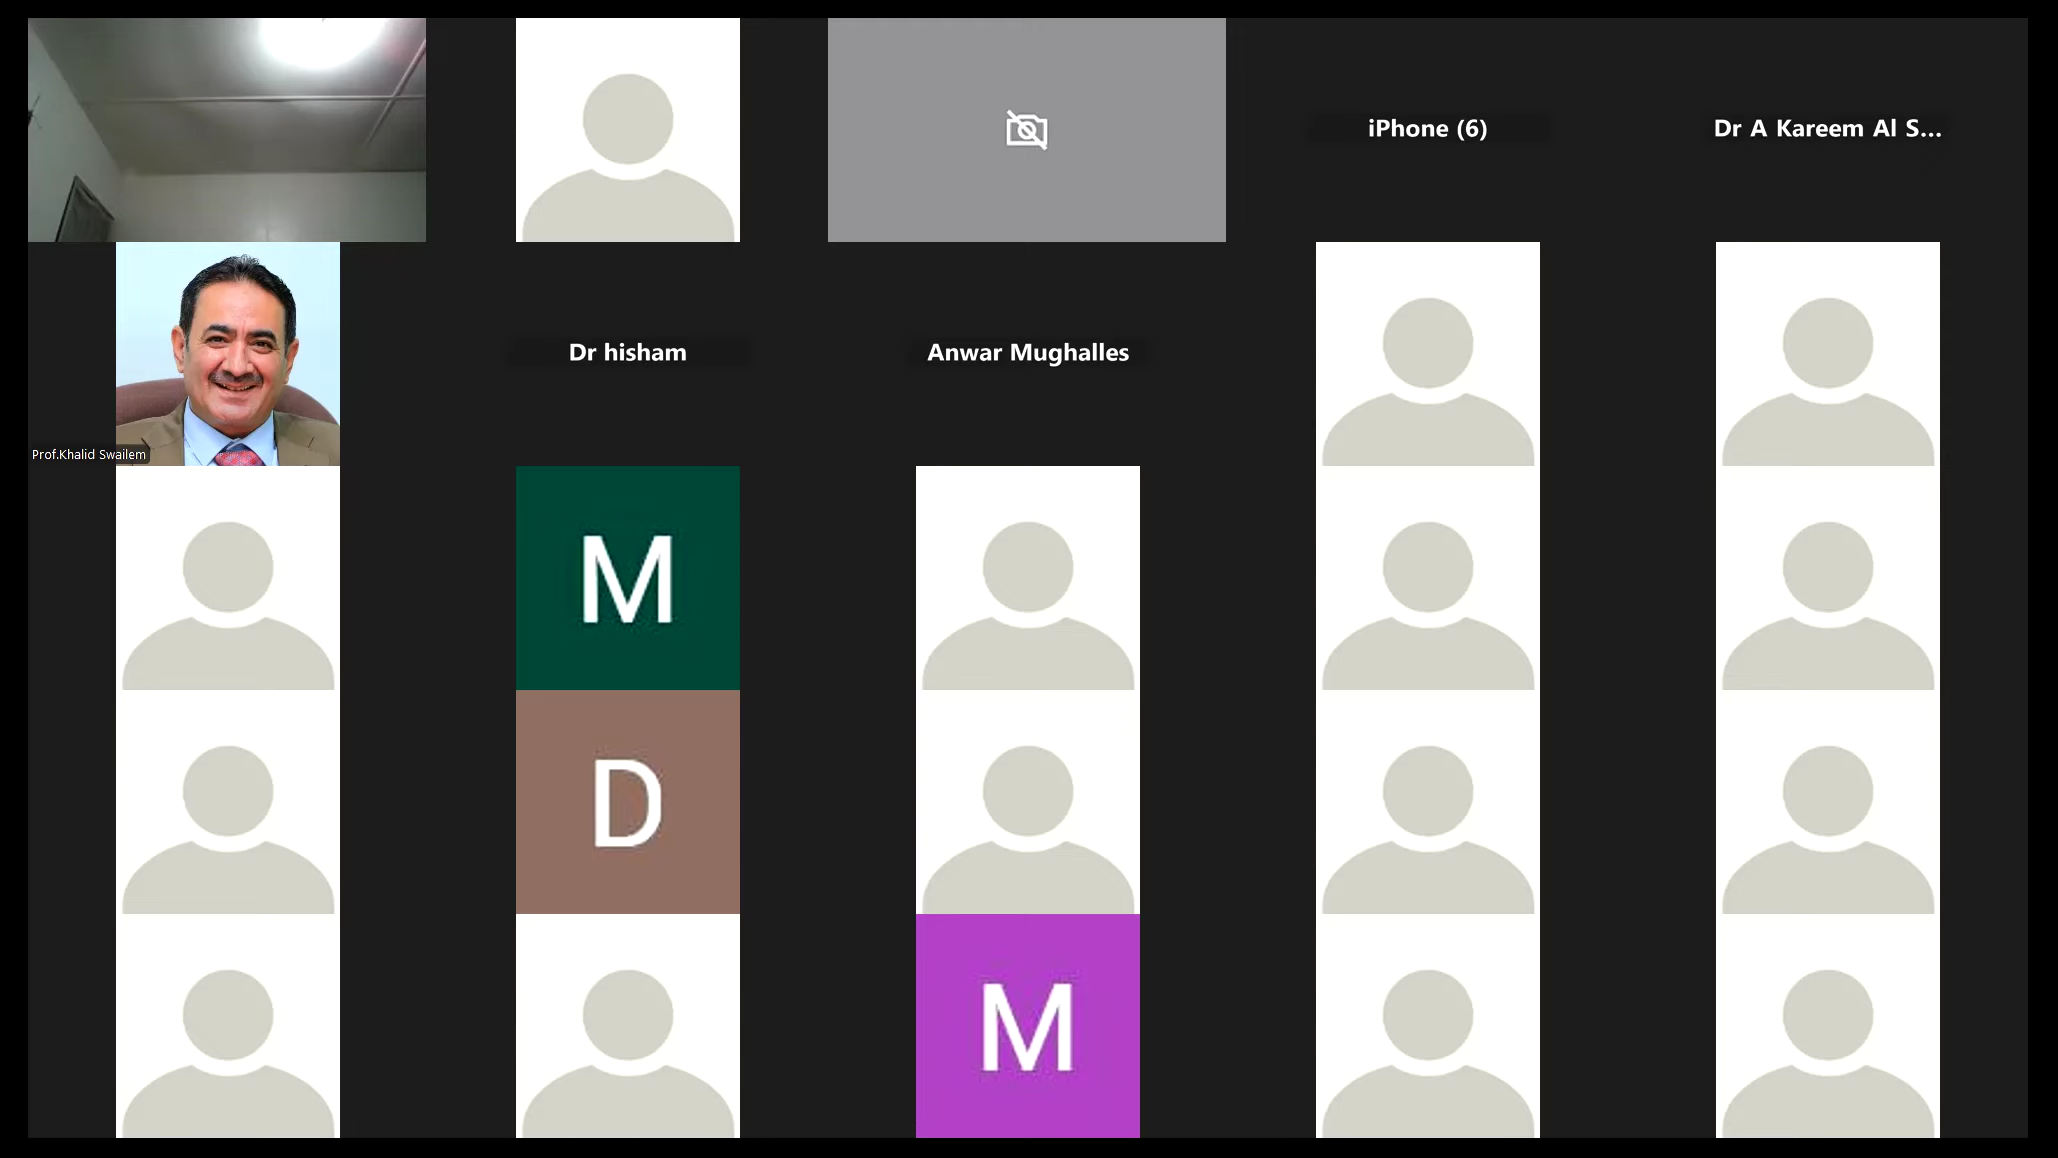 iPhone (6)
Dr A Kareem Al S...
Prof.Khalid Swailem
Dr hisham
Anwar Mughalles
M
D
M